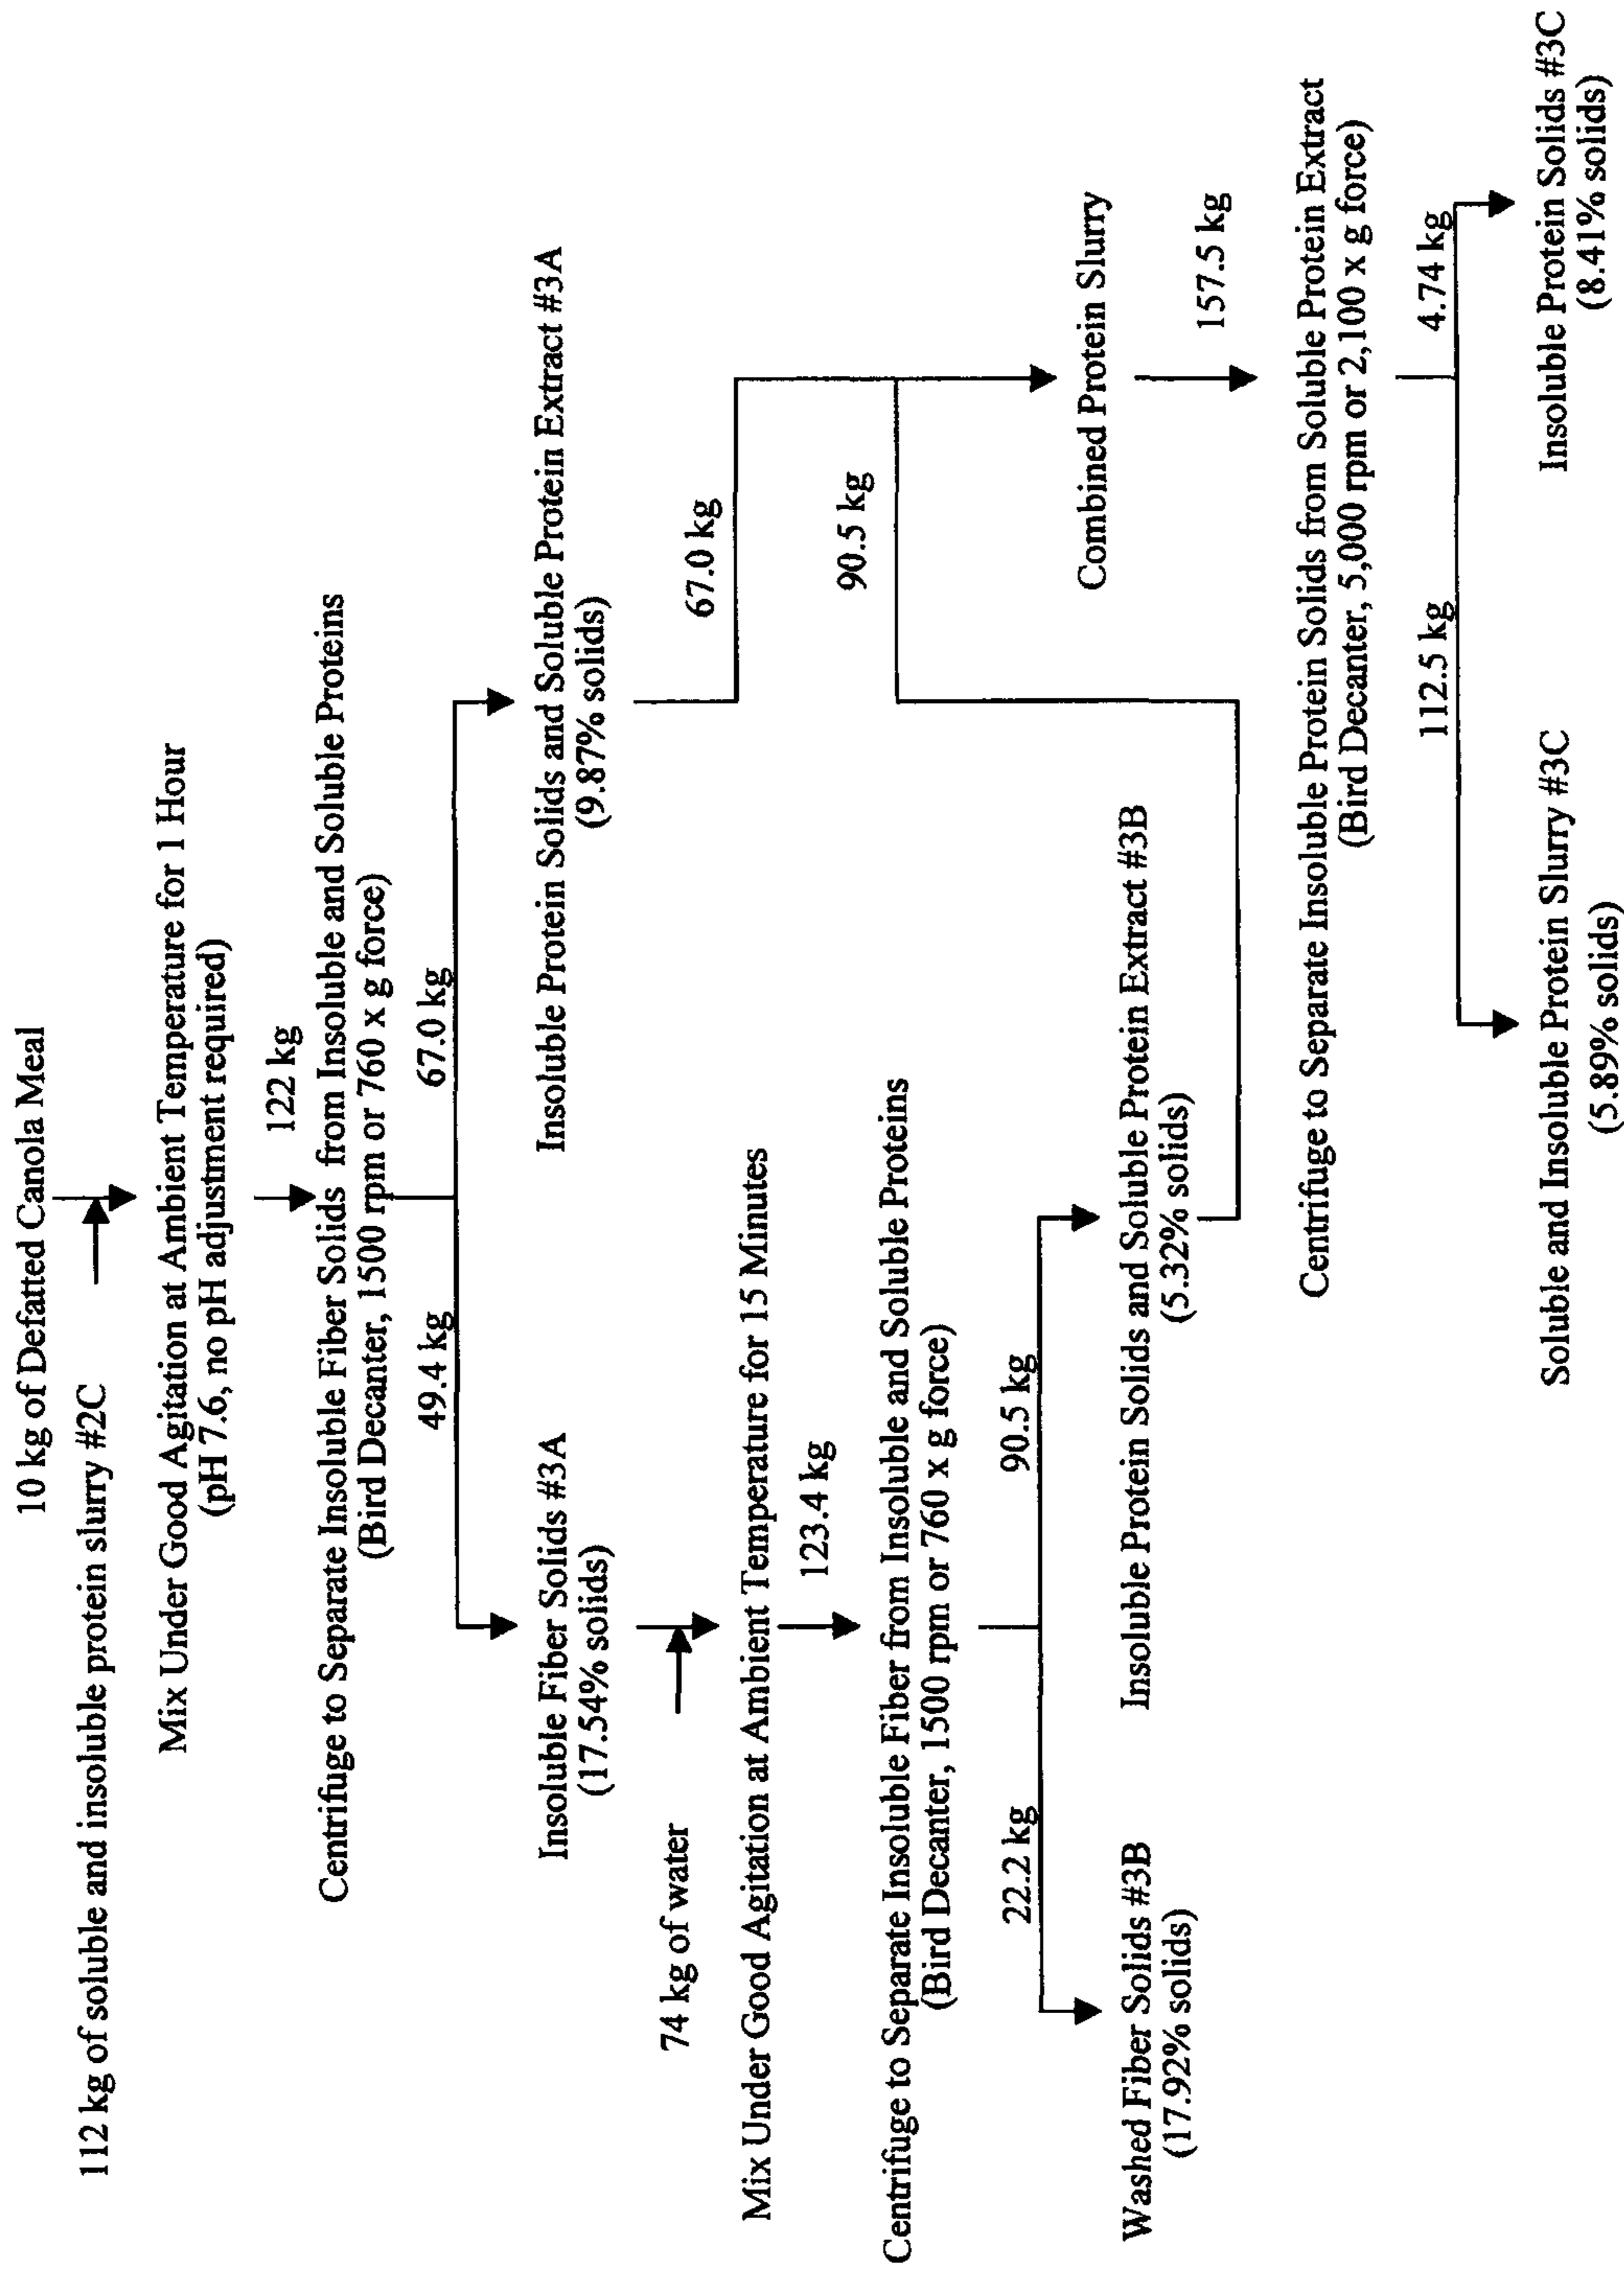 10 kg of Defatted Canola Meal
112 kg of soluble and insoluble protein slurry #2C
Mix Under Good Agitation at Ambient Temperature for 1 Hour
(pH 7.6, no pH adjustment required)
122 kg
Centrifuge to Separate Insoluble Fiber Solids from Insoluble and Soluble Proteins
(Bird Decanter, 1500 rpm or 760 x g force)
49.4 kg
67.0 kg
Insoluble Fiber Solids #3A
(17.54% solids)
Insoluble Protein Solids and Soluble Protein Extract #3A
(9.87% solids)
74 kg of water
67.0 kg
Mix Under Good Agitation at Ambient Temperature for 15 Minutes
123.4 kg
90.5 kg
Centrifuge to Separate Insoluble Fiber from Insoluble and Soluble Proteins
(Bird Decanter, 1500 rpm or 760 x g force)
22.2 kg
90.5 kg
Combined Protein Slurry
Washed Fiber Solids #3B
(17.92% solids)
Insoluble Protein Solids and Soluble Protein Extract #3B
(5.32% solids)
157.5 kg
Centrifuge to Separate Insoluble Protein Solids from Soluble Protein Extract
(Bird Decanter, 5,000 rpm or 2,100 x g force)
112.5 kg
4.74 kg
Soluble and Insoluble Protein Slurry #3C
(5.89% solids)
Insoluble Protein Solids #3C
(8.41% solids)